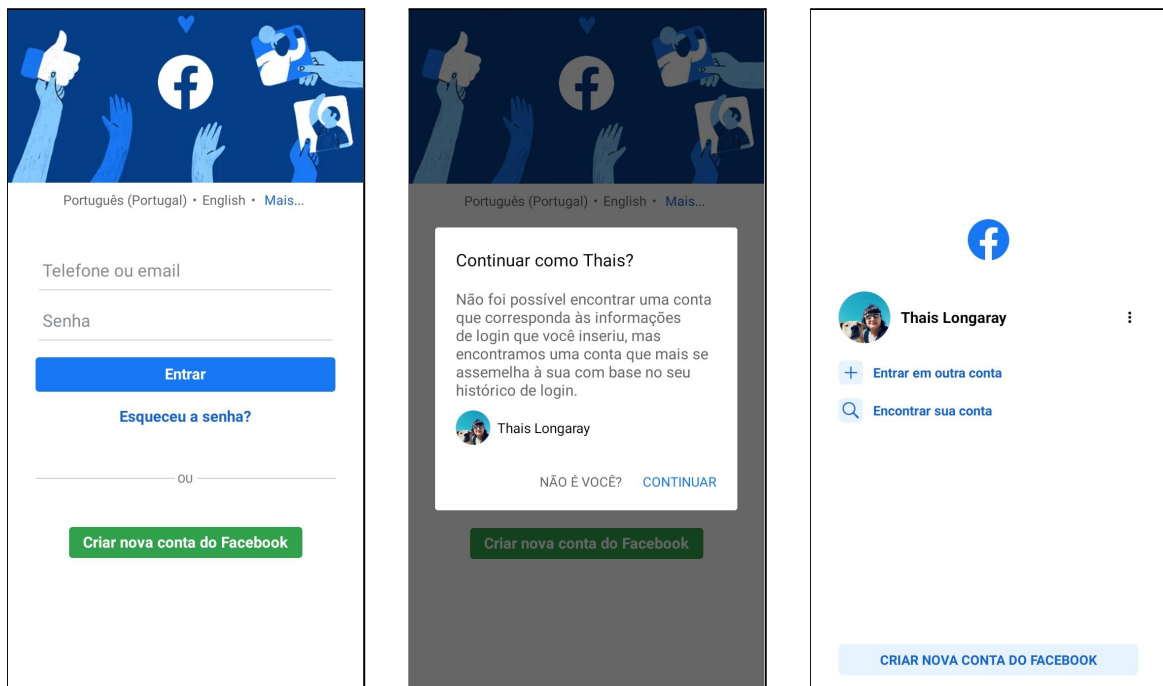 Português (Portugal) • English • Mais...
Telefone ou email
Senha
Entrar
Esqueceu a senha?
OU
Criar nova conta do Facebook
Português (Portugal) • English • Mais...
Continuar como Thais?
Não foi possível encontrar uma conta
que corresponda às informações
de login que você inseriu, mas
encontramos uma conta que mais se
assemelha à sua com base no seu
histórico de login.
Thais Longaray
NÃO É VOCÊ? CONTINUAR
Criar nova conta do Facebook
Thais Longaray
Entrar em outra conta
Encontrar sua conta
CRIAR NOVA CONTA DO FACEBOOK